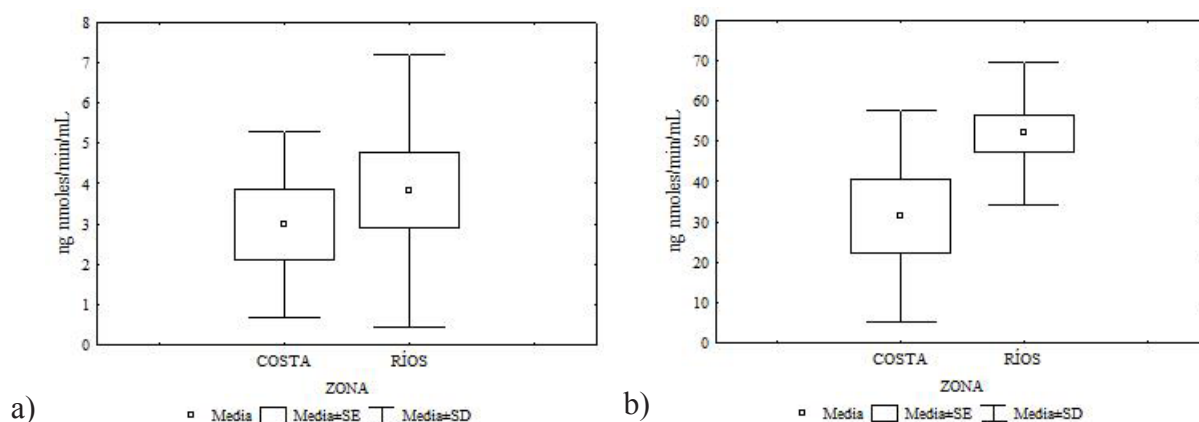 8
7
6
5
4
3
2
1
0
ng nmoles/min/mL
COSTA RÍOS
ZONA
Media Media±SE Media±SD
a)
80
70
60
50
40
30
20
10
0
ng nmoles/min/mL
COSTA RÍOS
ZONA
Media Media±SE Media±SD
b)